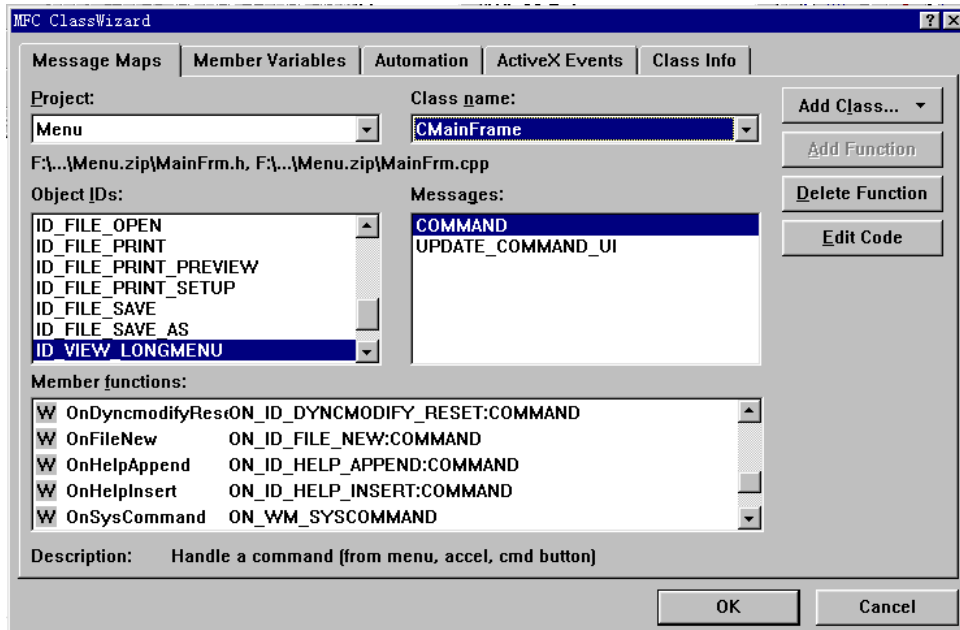 MFC ClassWizard
Message Maps Member Variables Automation ActiveX Events Class Info
Project: Class name:
Menu CMainFrame
Add Class...
Add Function
Delete Function
Edit Code
F:\...\Menu.zip\MainFrm.h, F:\...\Menu.zip\MainFrm.cpp
Object IDs: Messages:
ID_FILE_OPEN
ID_FILE_PRINT
ID_FILE_PRINT_PREVIEW
ID_FILE_PRINT_SETUP
ID_FILE_SAVE
ID_FILE_SAVE_AS
ID_VIEW_LONGMENU
COMMAND
UPDATE_COMMAND_UI
Member functions:
W OnDyncmodifyRes ON_ID_DYNCMODIFY_RESET:COMMAND
W OnFileNew ON_ID_FILE_NEW:COMMAND
W OnHelpAppend ON_ID_HELP_APPEND:COMMAND
W OnHelpInsert ON_ID_HELP_INSERT:COMMAND
W OnSysCommand ON_WM_SYSCOMMAND
Description: Handle a command (from menu, accel, cmd button)
OK Cancel